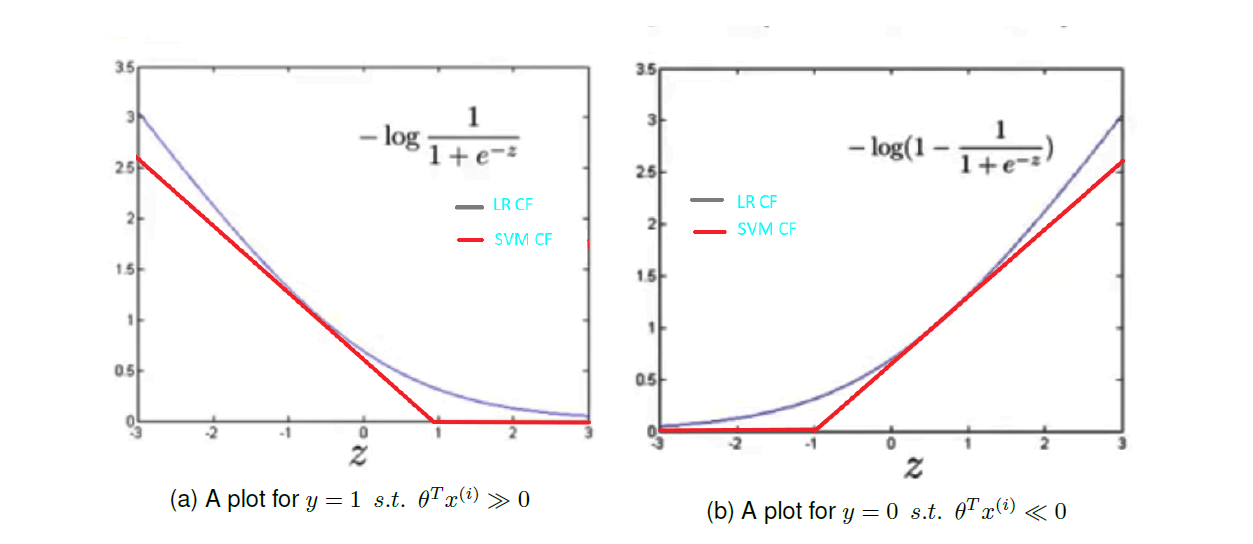 3.5
3
2.5
2
1.5
1
0.5
0
-3 -2 -1 0 1 2 3
z
− log 1 / 1 + e^{−z}
LR CF
SVM CF
(a) A plot for y = 1 s.t. θ^T x^{(i)} ≫ 0
3.5
3
2.5
2
1.5
1
0.5
0
-3 -2 -1 0 1 2 3
z
− log(1 − 1 / 1 + e^{−z})
LR CF
SVM CF
(b) A plot for y = 0 s.t. θ^T x^{(i)} ≪ 0